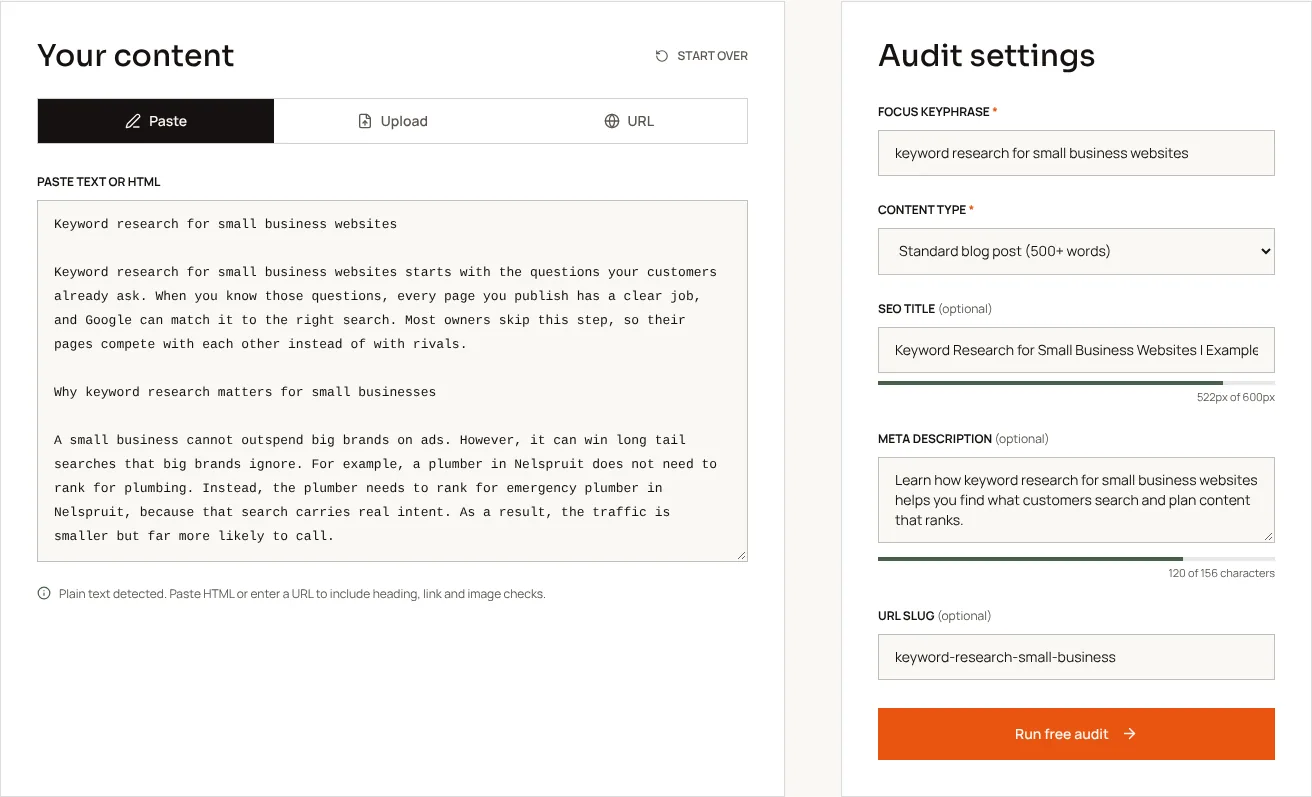 Your content
START OVER
Paste
Upload
URL
PASTE TEXT OR HTML
Keyword research for small business websites
Keyword research for small business websites starts with the questions your customers
already ask. When you know those questions, every page you publish has a clear job,
and Google can match it to the right search. Most owners skip this step, so their
pages compete with each other instead of with rivals.
Why keyword research matters for small businesses
A small business cannot outspend big brands on ads. However, it can win long tail
searches that big brands ignore. For example, a plumber in Nelspruit does not need to
rank for plumbing. Instead, the plumber needs to rank for emergency plumber in
Nelspruit, because that search carries real intent. As a result, the traffic is
smaller but far more likely to call.
Plain text detected. Paste HTML or enter a URL to include heading, link and image checks.
Audit settings
FOCUS KEYPHRASE *
keyword research for small business websites
CONTENT TYPE *
Standard blog post (500+ words)
SEO TITLE (optional)
Keyword Research for Small Business Websites | Example
522px of 600px
META DESCRIPTION (optional)
Learn how keyword research for small business websites
helps you find what customers search and plan content
that ranks.
120 of 156 characters
URL SLUG (optional)
keyword-research-small-business
Run free audit →